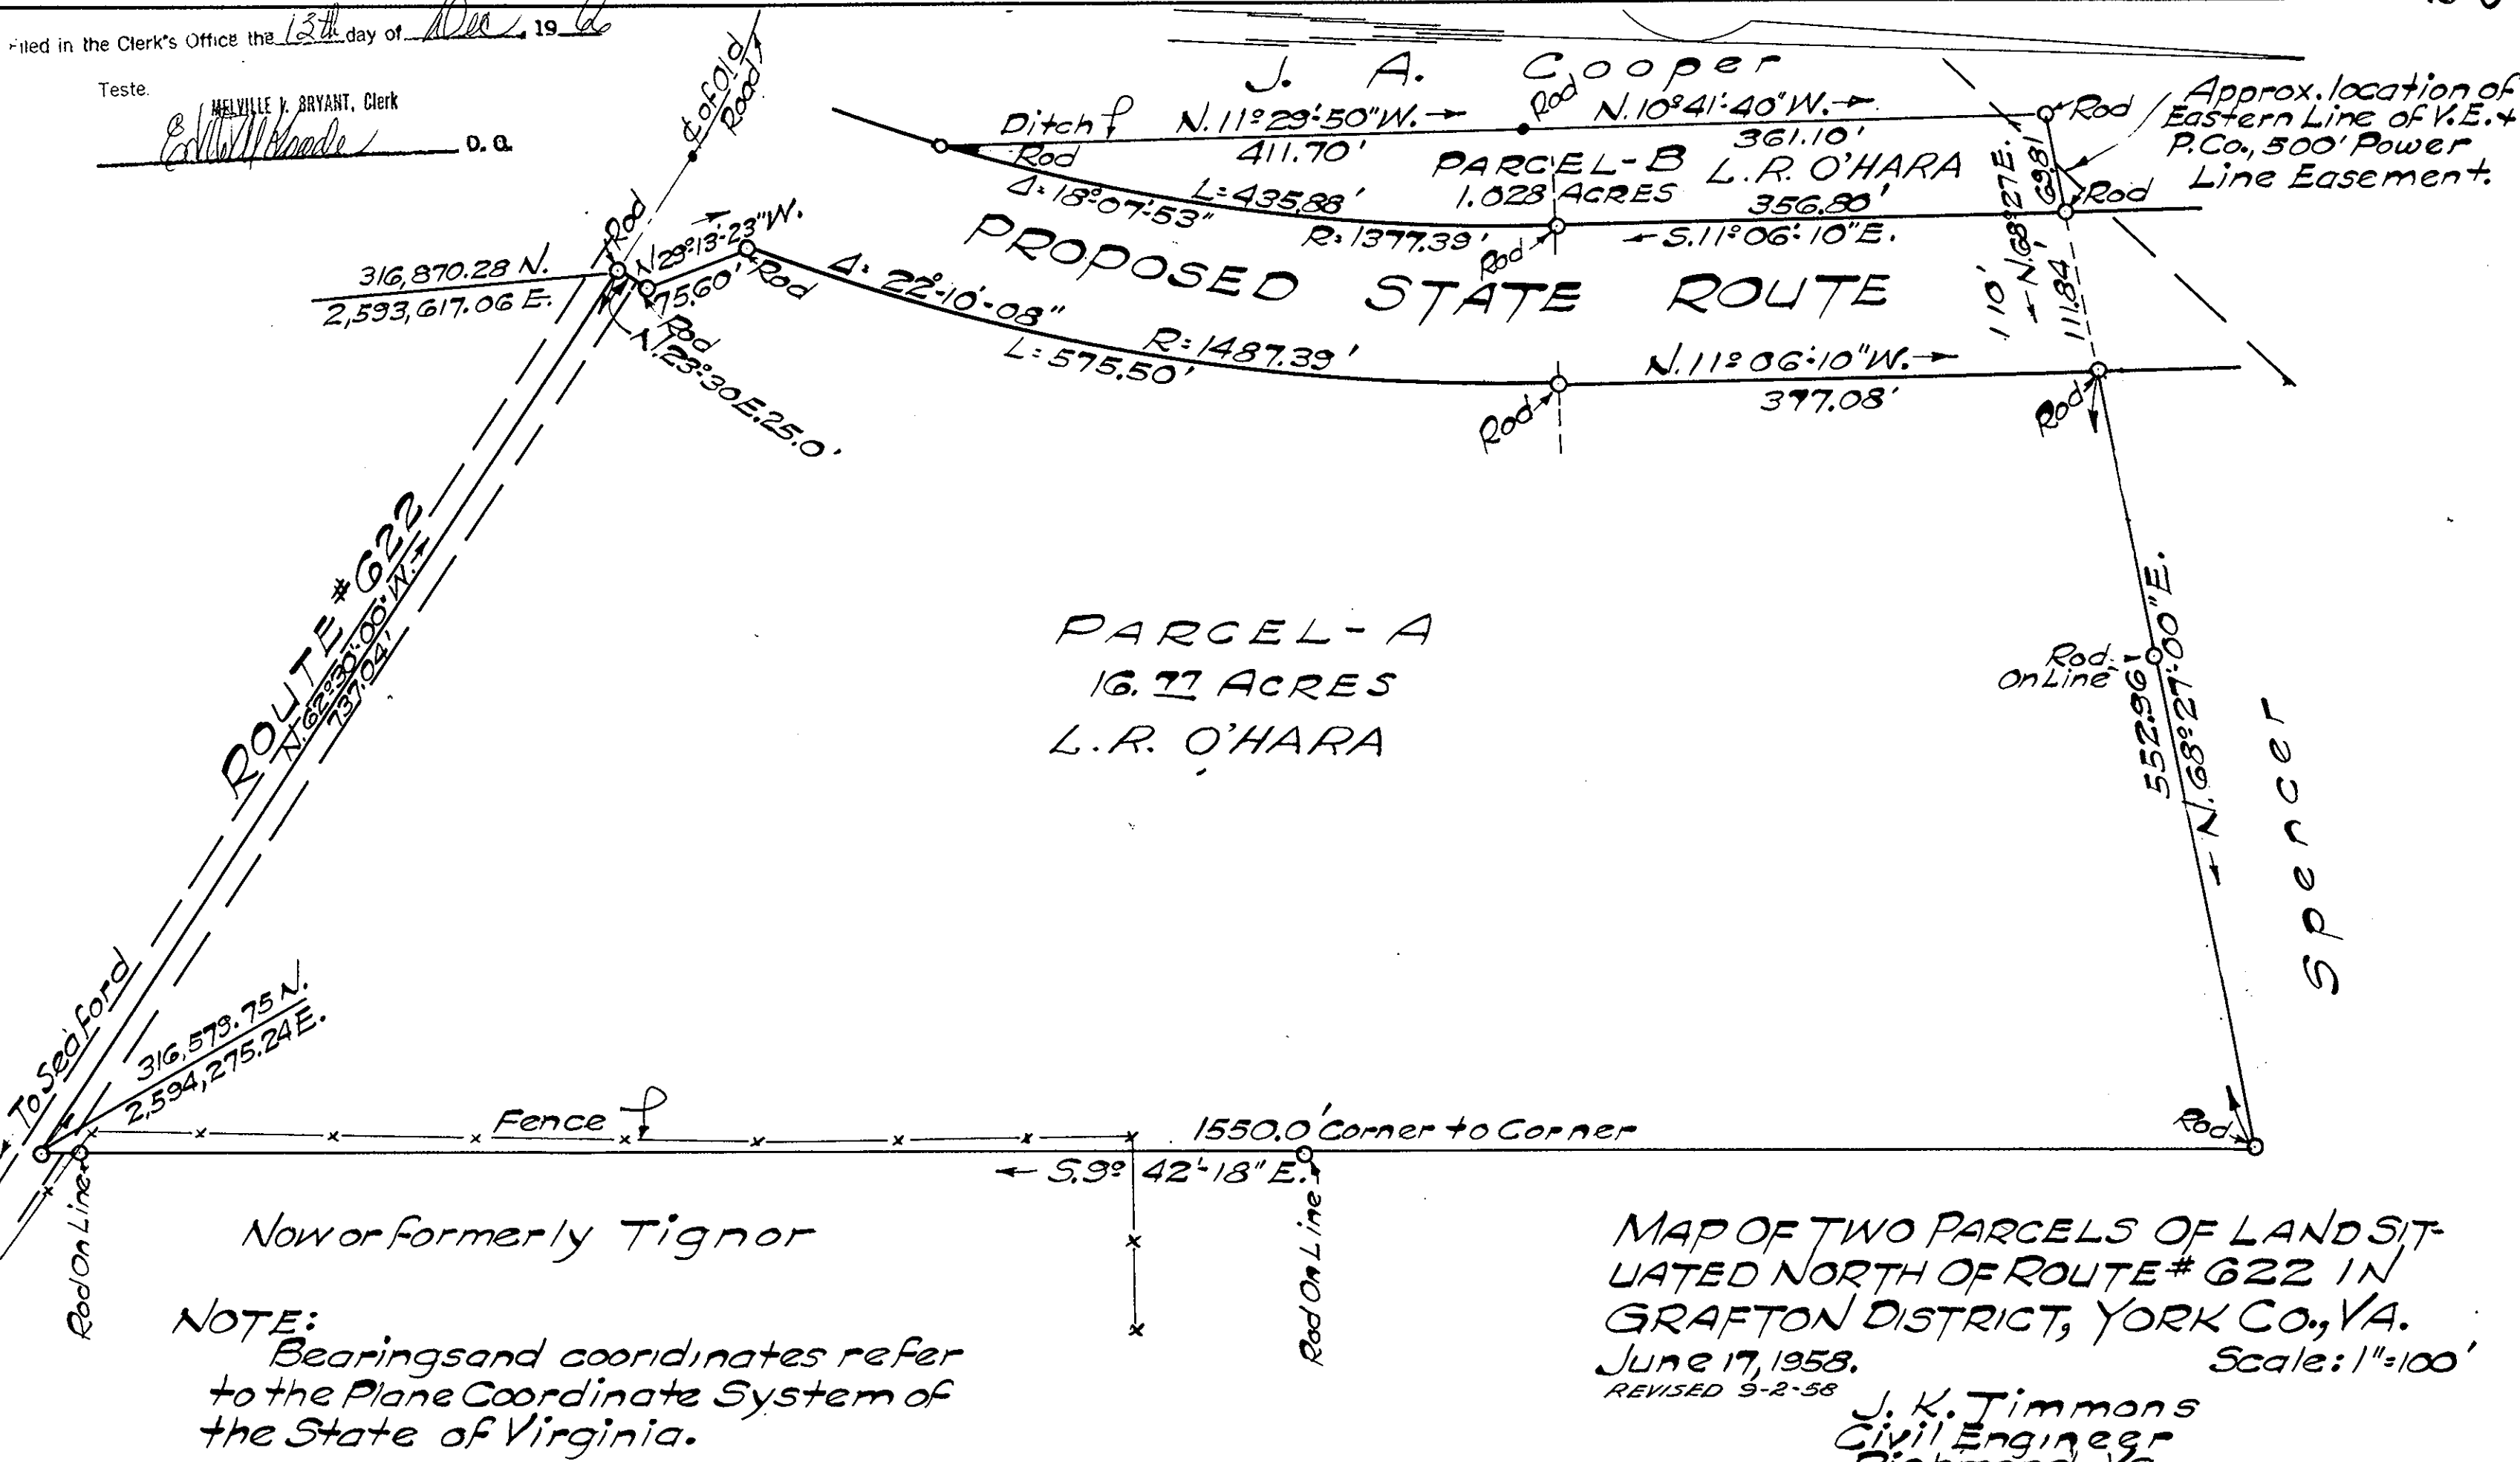 Filed in the Clerk's Office the 13th day of Dec, 19 66
Teste.
MELVILLE I. BRYANT, Clerk
D. C.
℄ of Old
Road
J. A. Cooper
Ditch
N.11°29'50"W.
411.70'
Rod
Rod
N.10°41'40"W.
361.10'
Rod
Approx. location of
Eastern Line of V.E.+
P.Co., 500' Power
Line Easement.
PARCEL-B L.R. O'HARA
1.028 ACRES
356.80'
S.11°06'10"E.
69.81'
N.68°27'E.
Rod
Δ=18°-07'-53"
L=435.88'
R=1377.39'
Rod
PROPOSED STATE ROUTE
110'
111.84'
Rod
316,870.28 N.
2,593,617.06 E.
N29°-13'-23"W.
75.60'
Rod
Rod
N.23°30'E.25.0'
Δ= 22°-10'-08"
R=1487.39'
L=575.50'
N.11°06'10"W.
377.08'
Rod
Rod
ROUTE #622
N.62°30'00"W.
737.04'
PARCEL-A
16.77 ACRES
L.R. O'HARA
Rod
On Line
552.96'
N.68°27'00"E.
Spencer
To Seaford
316,579.75 N.
2,594,275.24 E.
Fence
1550.0' Corner to Corner
S.9° 42'-18" E.
Rod
Rod On Line
Rod On Line
Now or formerly Tignor
NOTE:
Bearings and coordinates refer
to the Plane Coordinate System of
the State of Virginia.
MAP OF TWO PARCELS OF LAND SIT-
UATED NORTH OF ROUTE # 622 IN
GRAFTON DISTRICT, YORK CO., VA.
June 17, 1958.
Scale: 1"=100'
REVISED 9-2-58
J. K. Timmons
Civil Engineer